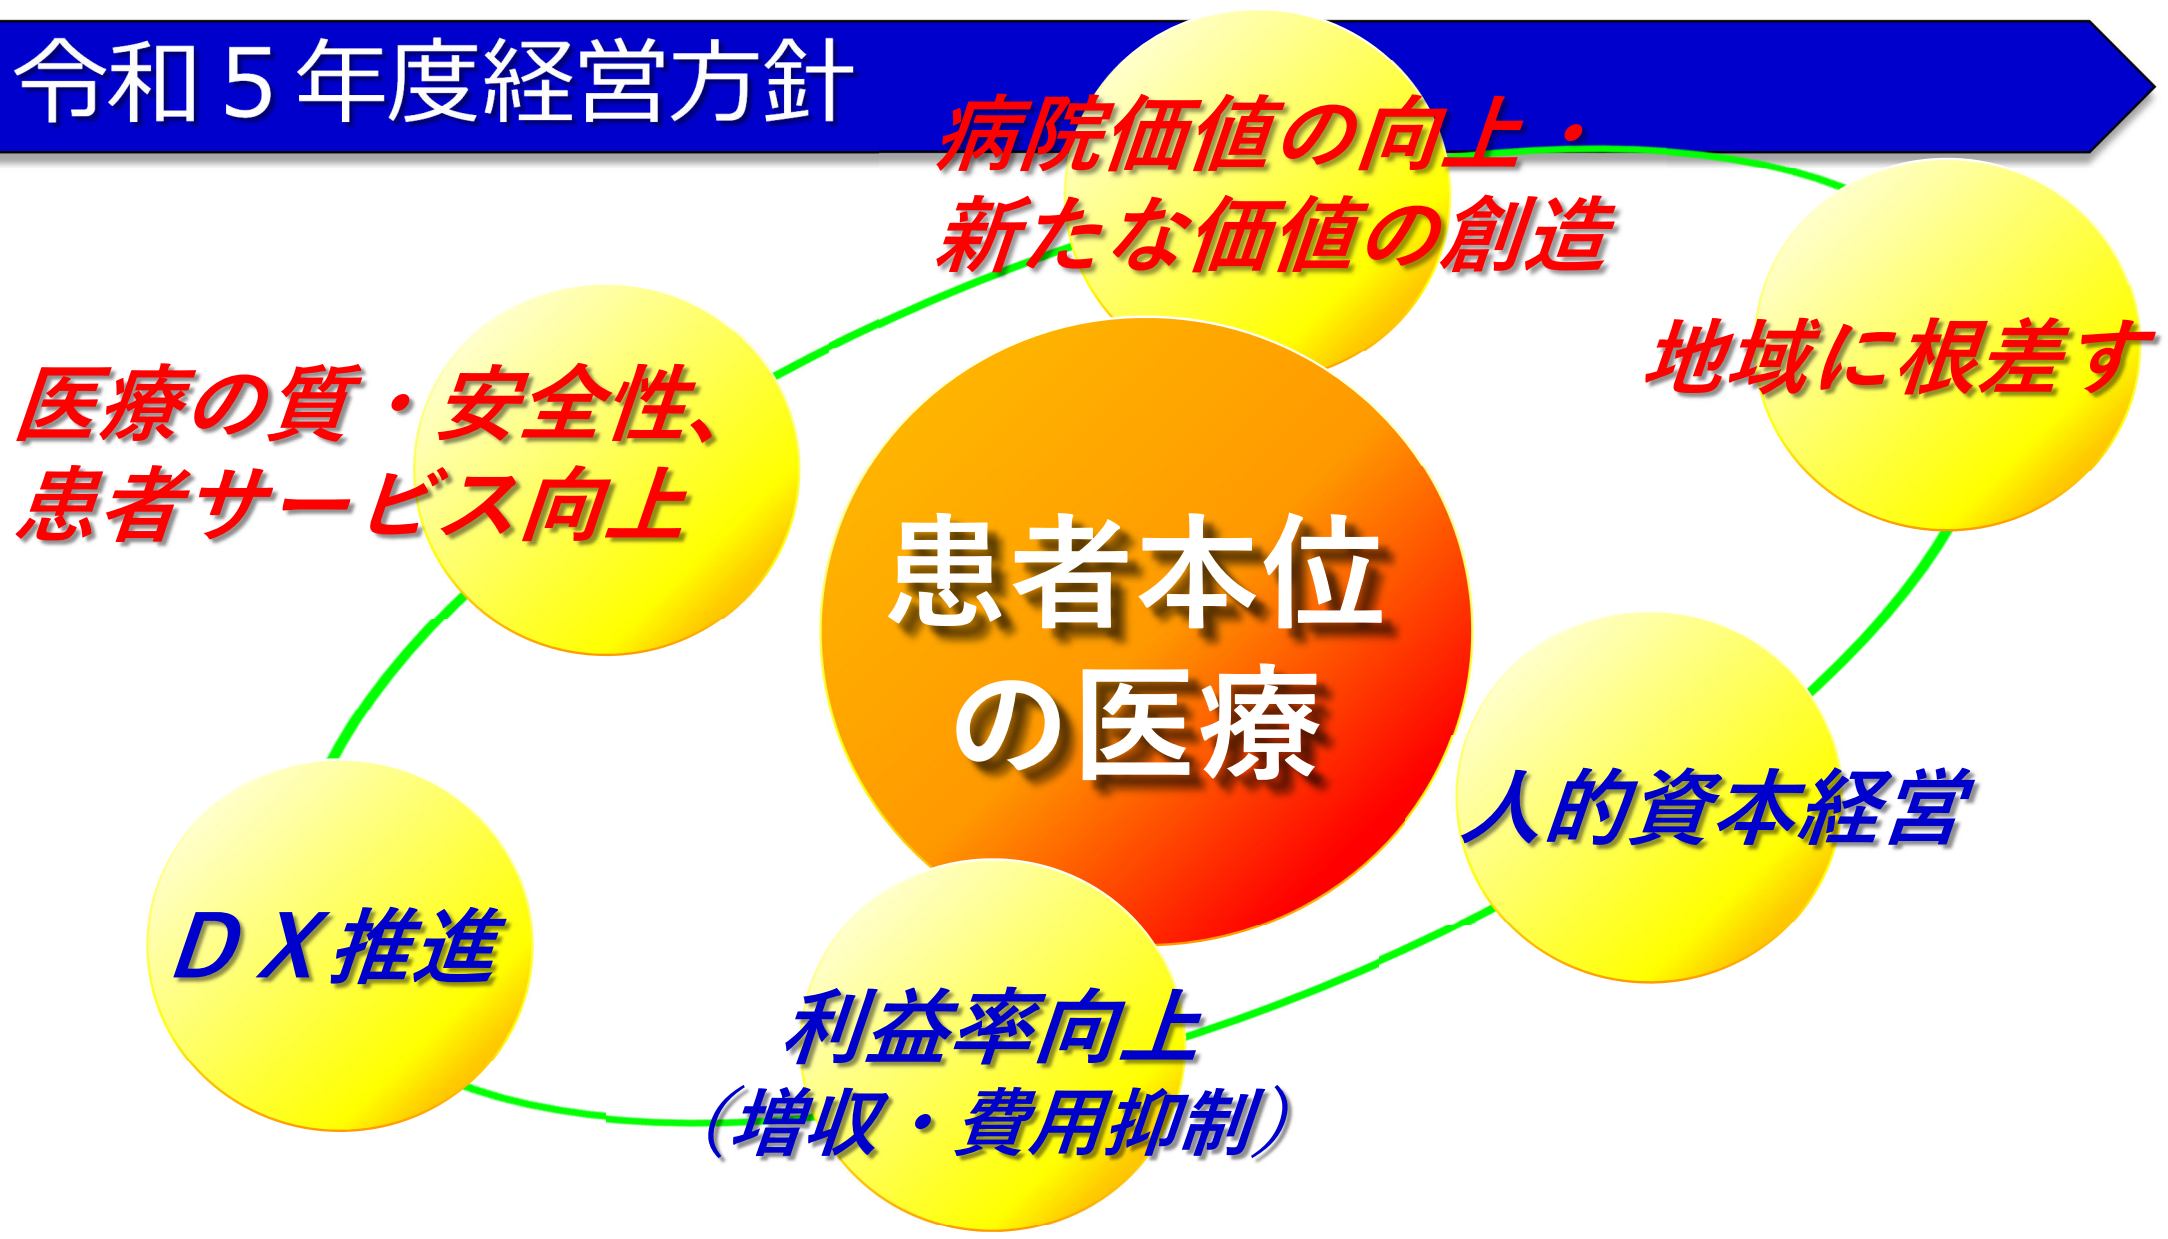 令和５年度経営方針
病院価値の向上・
新たな価値の創造
地域に根差す
医療の質・安全性、
患者サービス向上
患者本位
の医療
人的資本経営
ＤＸ推進
利益率向上
（増収・費用抑制）